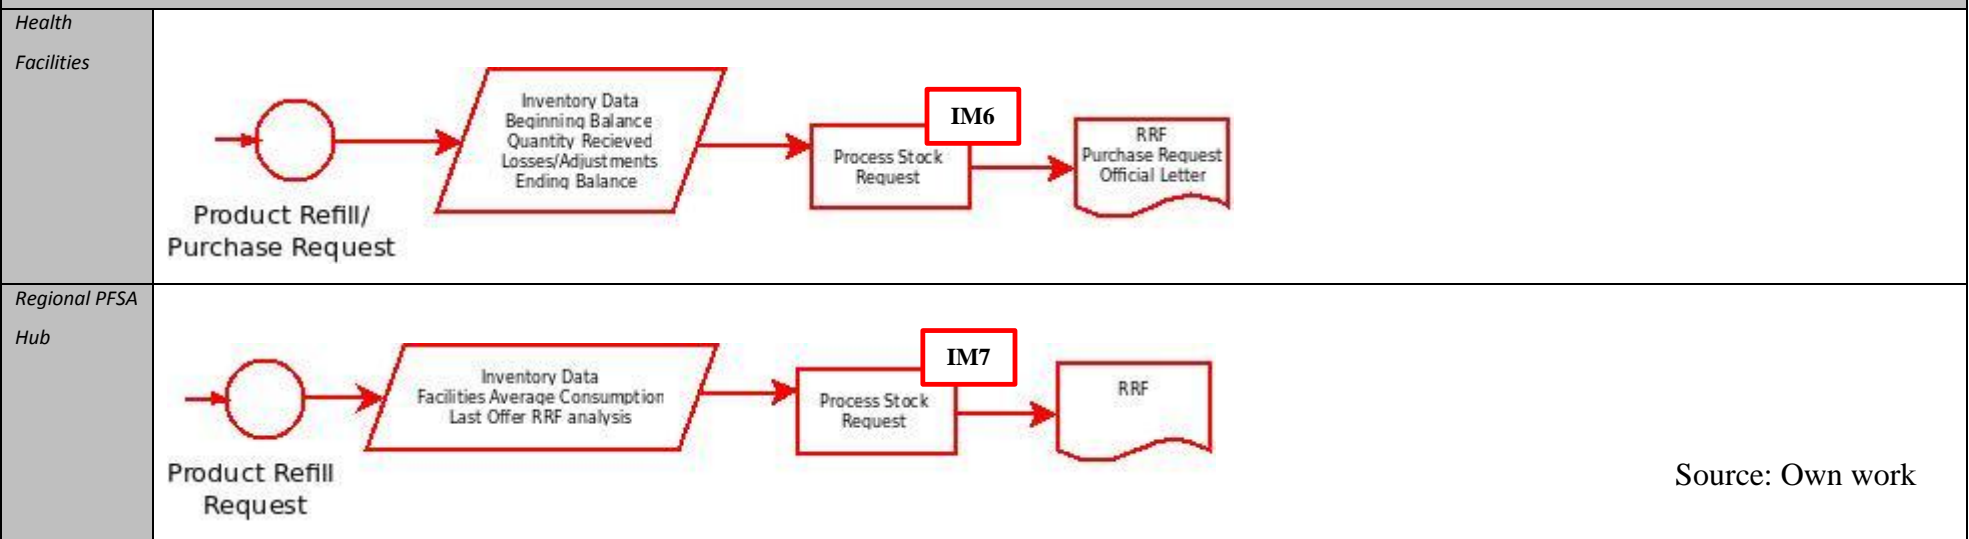 Health
Facilities
Inventory Data
Beginning Balance
Quantity Recieved
Losses/Adjustments
Ending Balance
IM6
Process Stock
Request
RRF
Purchase Request
Official Letter
Product Refill/
Purchase Request
Regional PFSA
Hub
Inventory Data
Facilities Average Consumption
Last Offer RRF analysis
IM7
Process Stock
Request
RRF
Product Refill
Request
Source: Own work